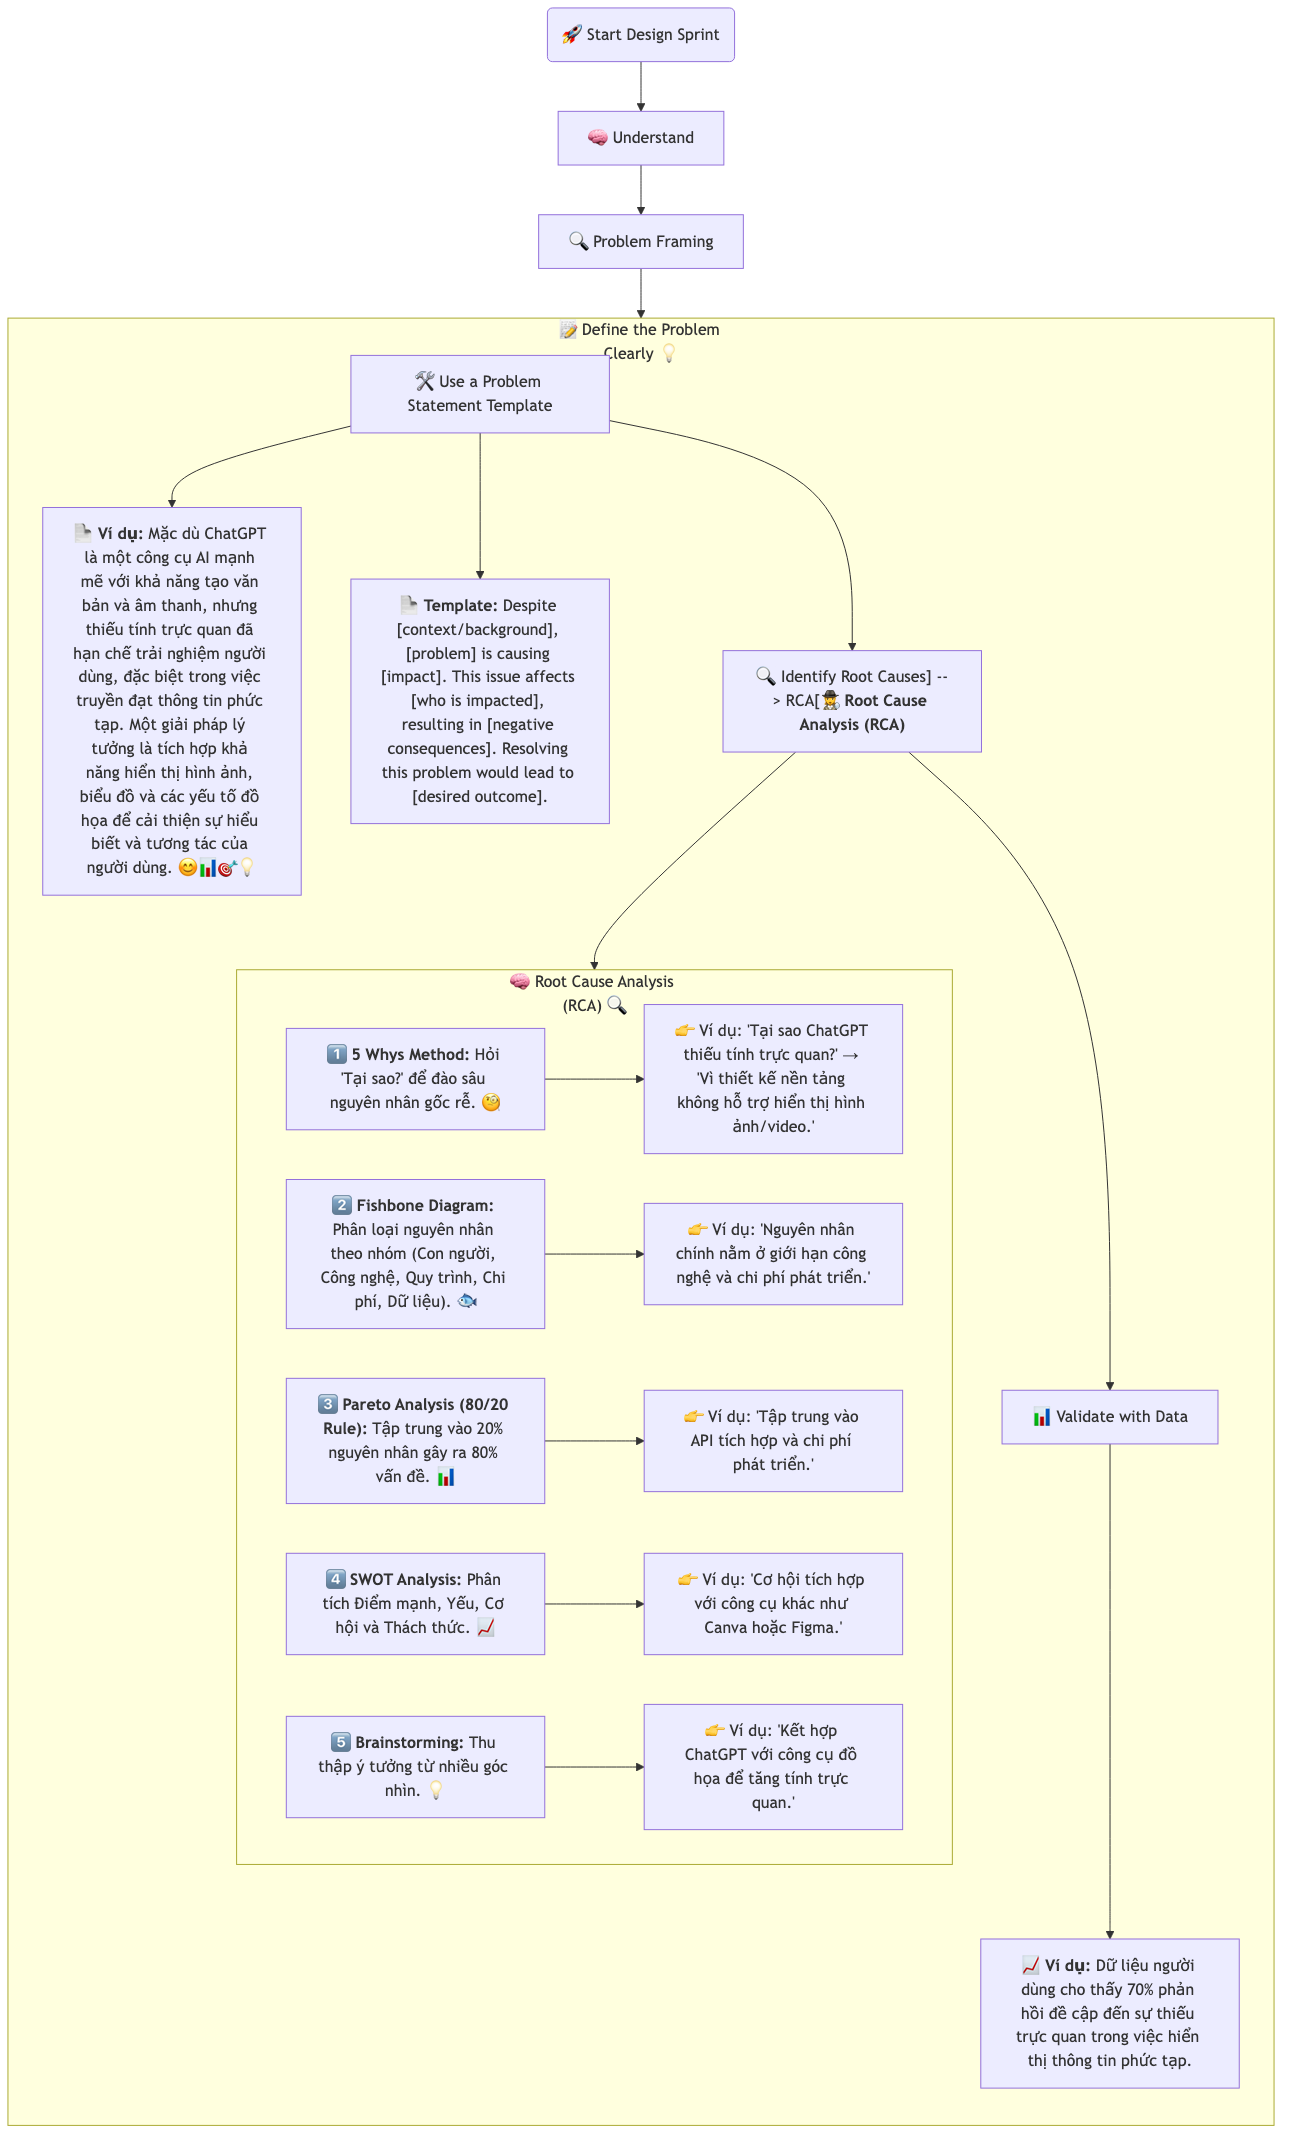 🚀 Start Design Sprint
🧠 Understand
🔍 Problem Framing
📝 Define the Problem
Clearly 💡
🛠️ Use a Problem
Statement Template
📄 Ví dụ: Mặc dù ChatGPT
là một công cụ AI mạnh
mẽ với khả năng tạo văn
bản và âm thanh, nhưng
thiếu tính trực quan đã
hạn chế trải nghiệm người
dùng, đặc biệt trong việc
truyền đạt thông tin phức
tạp. Một giải pháp lý
tưởng là tích hợp khả
năng hiển thị hình ảnh,
biểu đồ và các yếu tố đồ
họa để cải thiện sự hiểu
biết và tương tác của
người dùng. 😊📊🎯💡
📄 Template: Despite
[context/background],
[problem] is causing
[impact]. This issue affects
[who is impacted],
resulting in [negative
consequences]. Resolving
this problem would lead to
[desired outcome].
🔍 Identify Root Causes] --
> RCA[🕵️ Root Cause
Analysis (RCA)
🧠 Root Cause Analysis
(RCA) 🔍
1️⃣ 5 Whys Method: Hỏi
'Tại sao?' để đào sâu
nguyên nhân gốc rễ. 🧐
👉 Ví dụ: 'Tại sao ChatGPT
thiếu tính trực quan?' →
'Vì thiết kế nền tảng
không hỗ trợ hiển thị hình
ảnh/video.'
2️⃣ Fishbone Diagram:
Phân loại nguyên nhân
theo nhóm (Con người,
Công nghệ, Quy trình, Chi
phí, Dữ liệu). 🐟
👉 Ví dụ: 'Nguyên nhân
chính nằm ở giới hạn công
nghệ và chi phí phát triển.'
3️⃣ Pareto Analysis (80/20
Rule): Tập trung vào 20%
nguyên nhân gây ra 80%
vấn đề. 📊
👉 Ví dụ: 'Tập trung vào
API tích hợp và chi phí
phát triển.'
📊 Validate with Data
4️⃣ SWOT Analysis: Phân
tích Điểm mạnh, Yếu, Cơ
hội và Thách thức. 📈
👉 Ví dụ: 'Cơ hội tích hợp
với công cụ khác như
Canva hoặc Figma.'
5️⃣ Brainstorming: Thu
thập ý tưởng từ nhiều góc
nhìn. 💡
👉 Ví dụ: 'Kết hợp
ChatGPT với công cụ đồ
họa để tăng tính trực
quan.'
📈 Ví dụ: Dữ liệu người
dùng cho thấy 70% phản
hồi đề cập đến sự thiếu
trực quan trong việc hiển
thị thông tin phức tạp.